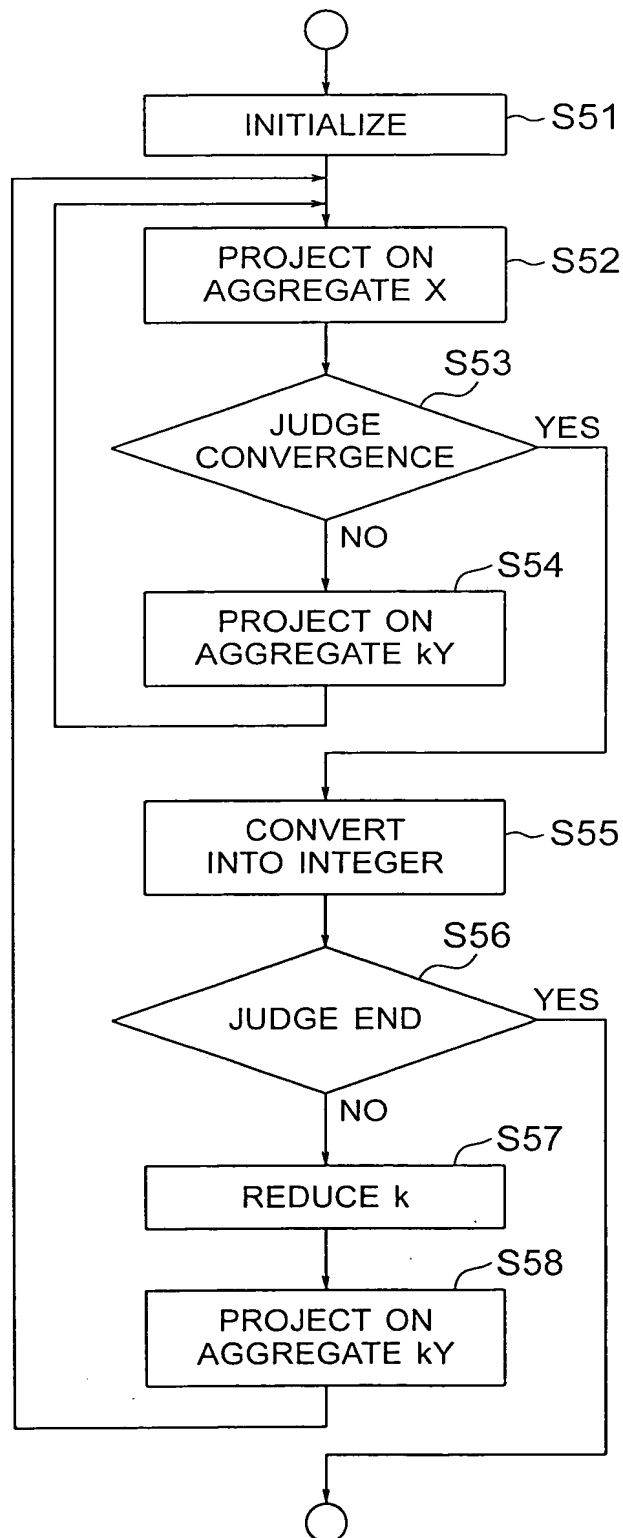 INITIALIZE
S51
PROJECT ON
AGGREGATE X
S52
S53
JUDGE
CONVERGENCE
YES
NO
S54
PROJECT ON
AGGREGATE kY
CONVERT
INTO INTEGER
S55
S56
JUDGE END
YES
NO
S57
REDUCE k
S58
PROJECT ON
AGGREGATE kY